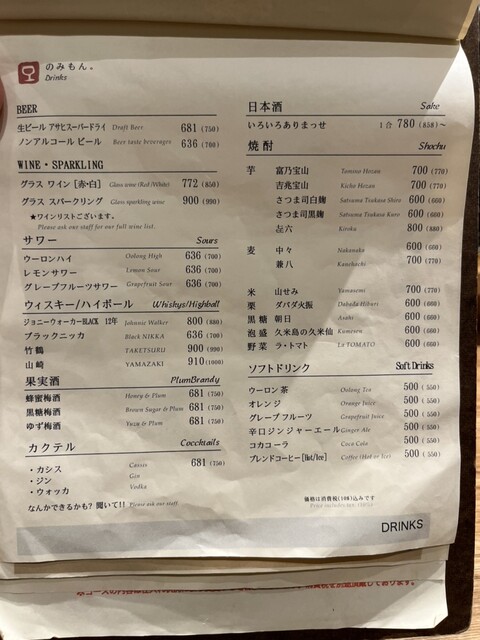 のみもん。
Drinks
BEER
生ビール アサヒスーパードライ Draft Beer 681 (750)
ノンアルコール ビール Beer taste beverages 636 (700)
WINE・SPARKLING
グラス ワイン [赤・白] Glass wine (Red/White) 772 (850)
グラス スパークリング Glass sparkling wine 900 (990)
★ワインリストございます。
Please ask our staff for our full wine list.
サワー Sours
ウーロンハイ Oolong High 636 (700)
レモンサワー Lemon Sour 636 (700)
グレープフルーツサワー Grapefruit Sour 636 (700)
ウィスキー/ハイボール Whiskys/Highball
ジョニーウォーカーBLACK 12年 Johnnie Walker 800 (880)
ブラックニッカ Black NIKKA 636 (700)
竹鶴 TAKETSURU 900 (990)
山崎 YAMAZAKI 910 (1000)
果実酒 PlumBrandy
蜂蜜梅酒 Honey & Plum 681 (750)
黒糖梅酒 Brown Sugar & Plum 681 (750)
ゆず梅酒 Yuzu & Plum 681 (750)
カクテル Cocktails
・カシス Cassis 681 (750)
・ジン Gin
・ウォッカ Vodka
なんかできるかも? 聞いて!! Please ask our staff
日本酒 Sake
いろいろありまっせ 1合 780 (858)~
焼酎 Shochu
芋 富乃宝山 Tomino Hozan 700 (770)
吉兆宝山 Kicho Hozan 700 (770)
さつま司白麹 Satsuma Tsukasa Shiro 600 (660)
さつま司黒麹 Satsuma Tsukasa Kuro 600 (660)
㐂六 Kiroku 800 (880)
麦 中々 Nakanaka 600 (660)
兼八 Kanehachi 700 (770)
米 山せみ Yamasemi 700 (770)
栗 ダバダ火振 Dabada Hiburi 600 (660)
黒糖 朝日 Asahi 600 (660)
泡盛 久米島の久米仙 Kumesen 600 (660)
野菜 ラ・トマト La TOMATO 600 (660)
ソフトドリンク Soft Drinks
ウーロン茶 Oolong Tea 500 (550)
オレンジ Orange Juice 500 (550)
グレープフルーツ Grapefruit Juice 500 (550)
辛口ジンジャーエール Ginger Ale 500 (550)
コカコーラ Coca Cola 500 (550)
ブレンドコーヒー[Hot/Ice] Coffee (Hot or Ice) 500 (550)
価格は消費税(10%)込みです
DRINKS